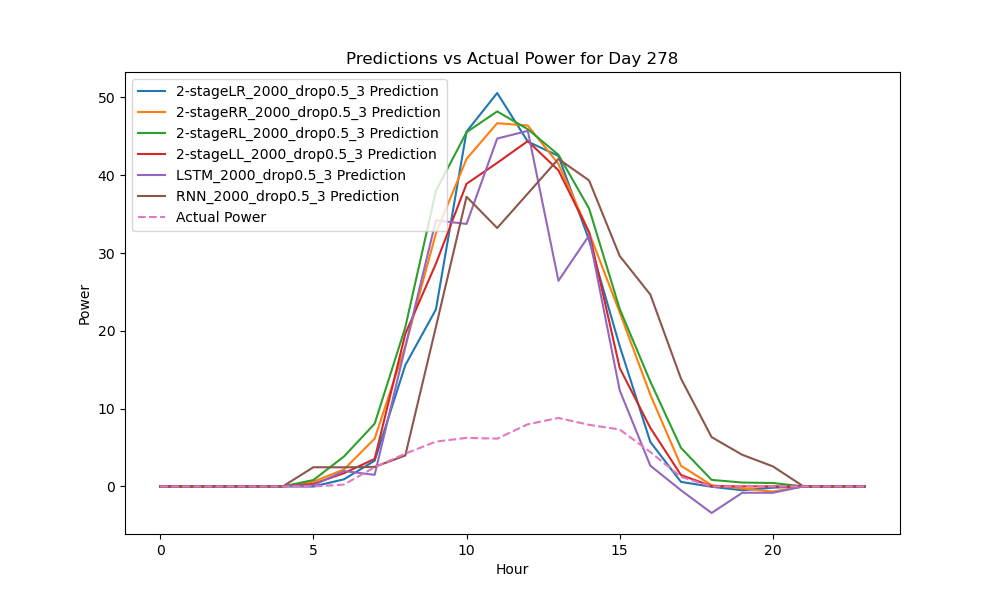 Predictions vs Actual Power for Day 278
2-stageLR_2000_drop0.5_3 Prediction
2-stageRR_2000_drop0.5_3 Prediction
2-stageRL_2000_drop0.5_3 Prediction
2-stageLL_2000_drop0.5_3 Prediction
LSTM_2000_drop0.5_3 Prediction
RNN_2000_drop0.5_3 Prediction
Actual Power
50
40
30
20
10
0
Power
0 5 10 15 20
Hour